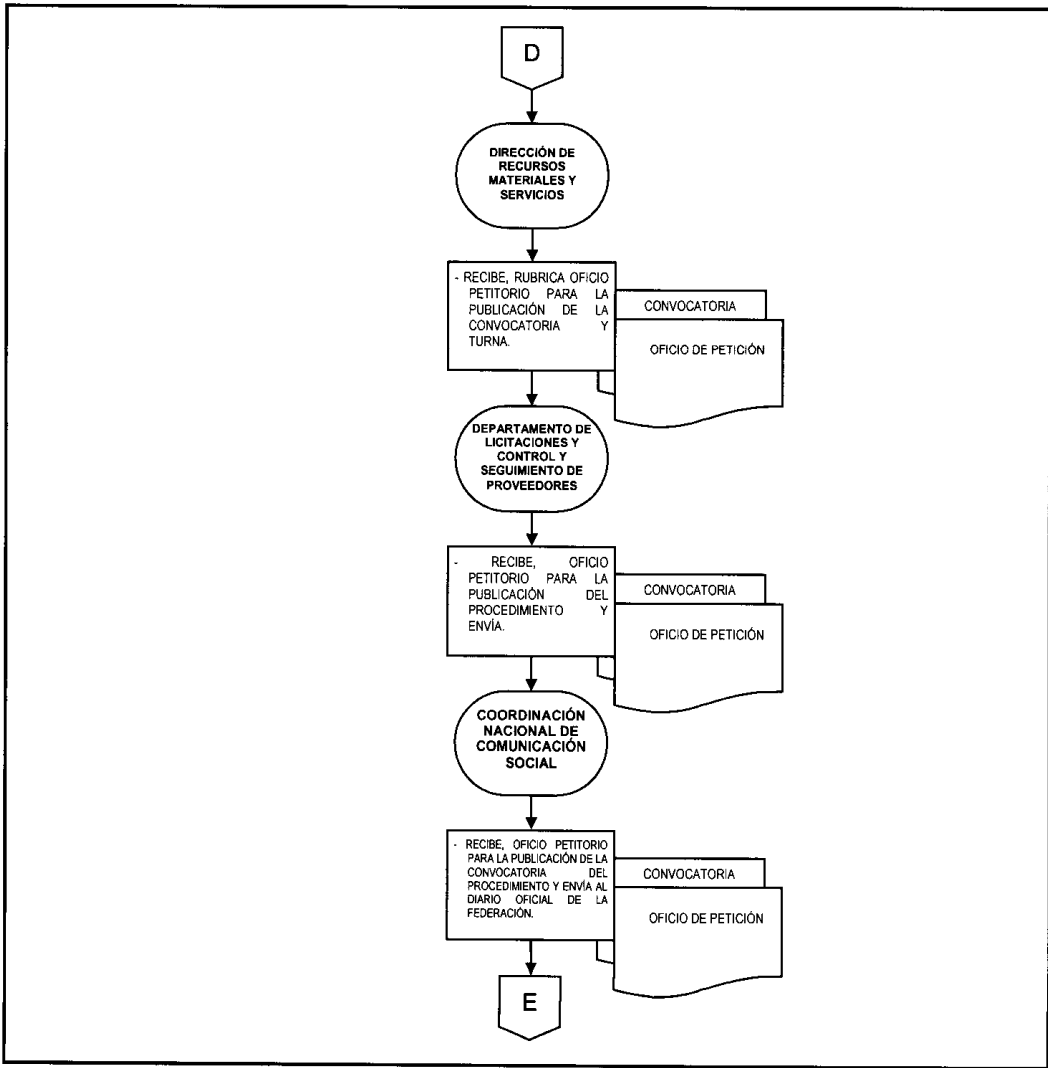 D
DIRECCIÓN DE
RECURSOS
MATERIALES Y
SERVICIOS
- RECIBE, RUBRICA OFICIO
PETITORIO PARA LA
PUBLICACIÓN DE LA
CONVOCATORIA Y
TURNA.
CONVOCATORIA
OFICIO DE PETICIÓN
DEPARTAMENTO DE
LICITACIONES Y
CONTROL Y
SEGUIMIENTO DE
PROVEEDORES
- RECIBE, OFICIO
PETITORIO PARA LA
PUBLICACIÓN DEL
PROCEDIMIENTO Y
ENVÍA.
CONVOCATORIA
OFICIO DE PETICIÓN
COORDINACIÓN
NACIONAL DE
COMUNICACIÓN
SOCIAL
- RECIBE, OFICIO PETITORIO
PARA LA PUBLICACIÓN DE LA
CONVOCATORIA DEL
PROCEDIMIENTO Y ENVÍA AL
DIARIO OFICIAL DE LA
FEDERACIÓN.
CONVOCATORIA
OFICIO DE PETICIÓN
E